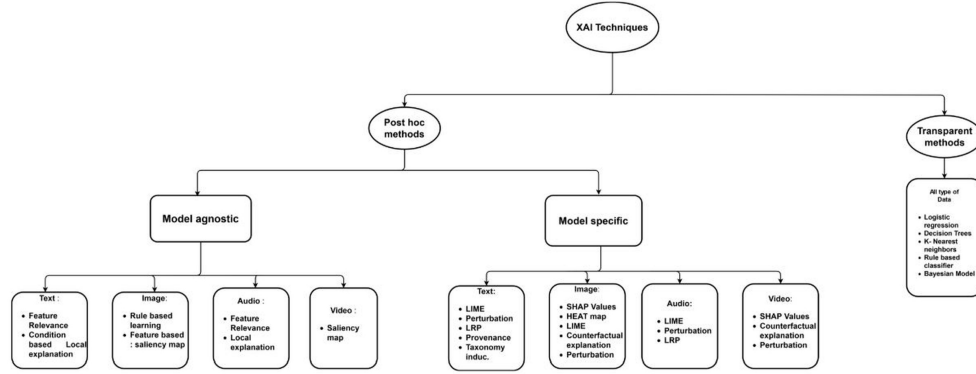 XAI Techniques
Post hoc
methods
Transparent
methods
Model agnostic
Model specific
All type of
Data
• Logistic
regression
• Decision Trees
• K- Nearest
neighbors
• Rule based
classifier
• Bayesian Model
Text :
• Feature
Relevance
• Condition
based Local
explanation
Image:
• Rule based
learning
• Feature based
: saliency map
Audio :
• Feature
Relevance
• Local
explanation
Video :
• Saliency
map
Text:
• LIME
• Perturbation
• LRP
• Provenance
• Taxonomy
induc.
Image:
• SHAP Values
• HEAT map
• LIME
• Counterfactual
explanation
• Perturbation
Audio:
• LIME
• Perturbation
• LRP
Video:
• SHAP Values
• Counterfactual
explanation
• Perturbation